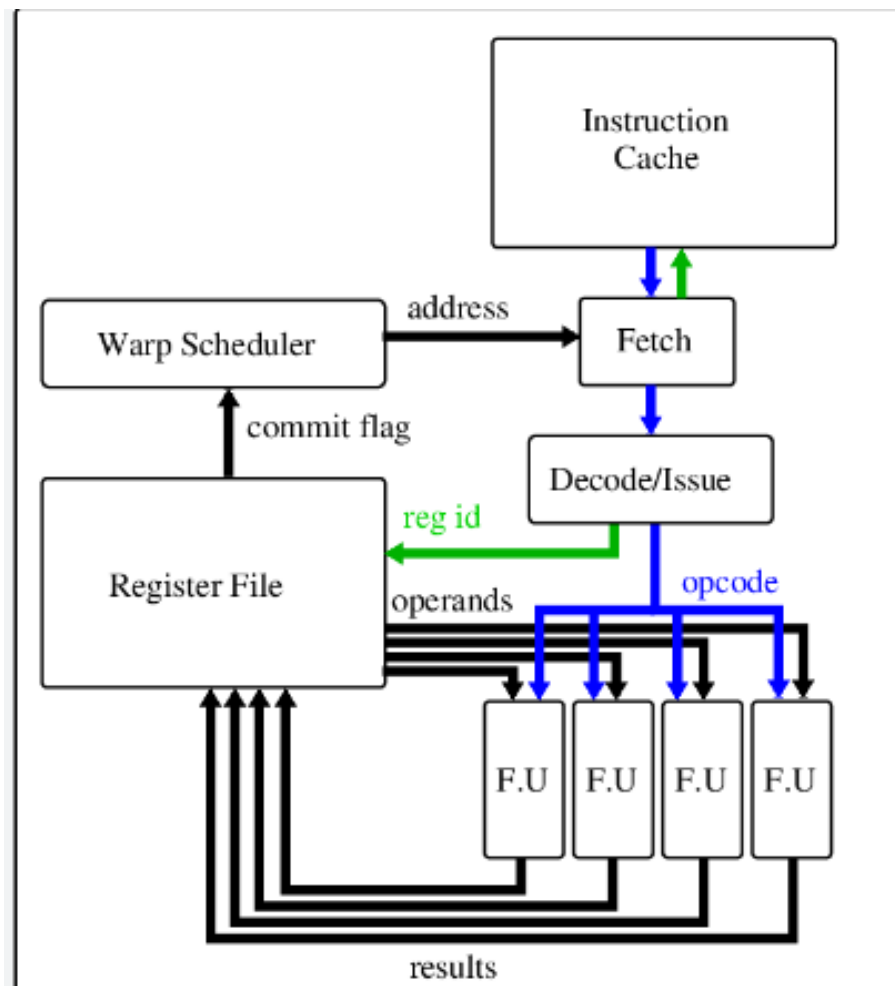 Instruction
Cache
address
Warp Scheduler
Fetch
commit flag
Decode/Issue
reg id
Register File
opcode
operands
F.U
F.U
F.U
F.U
results